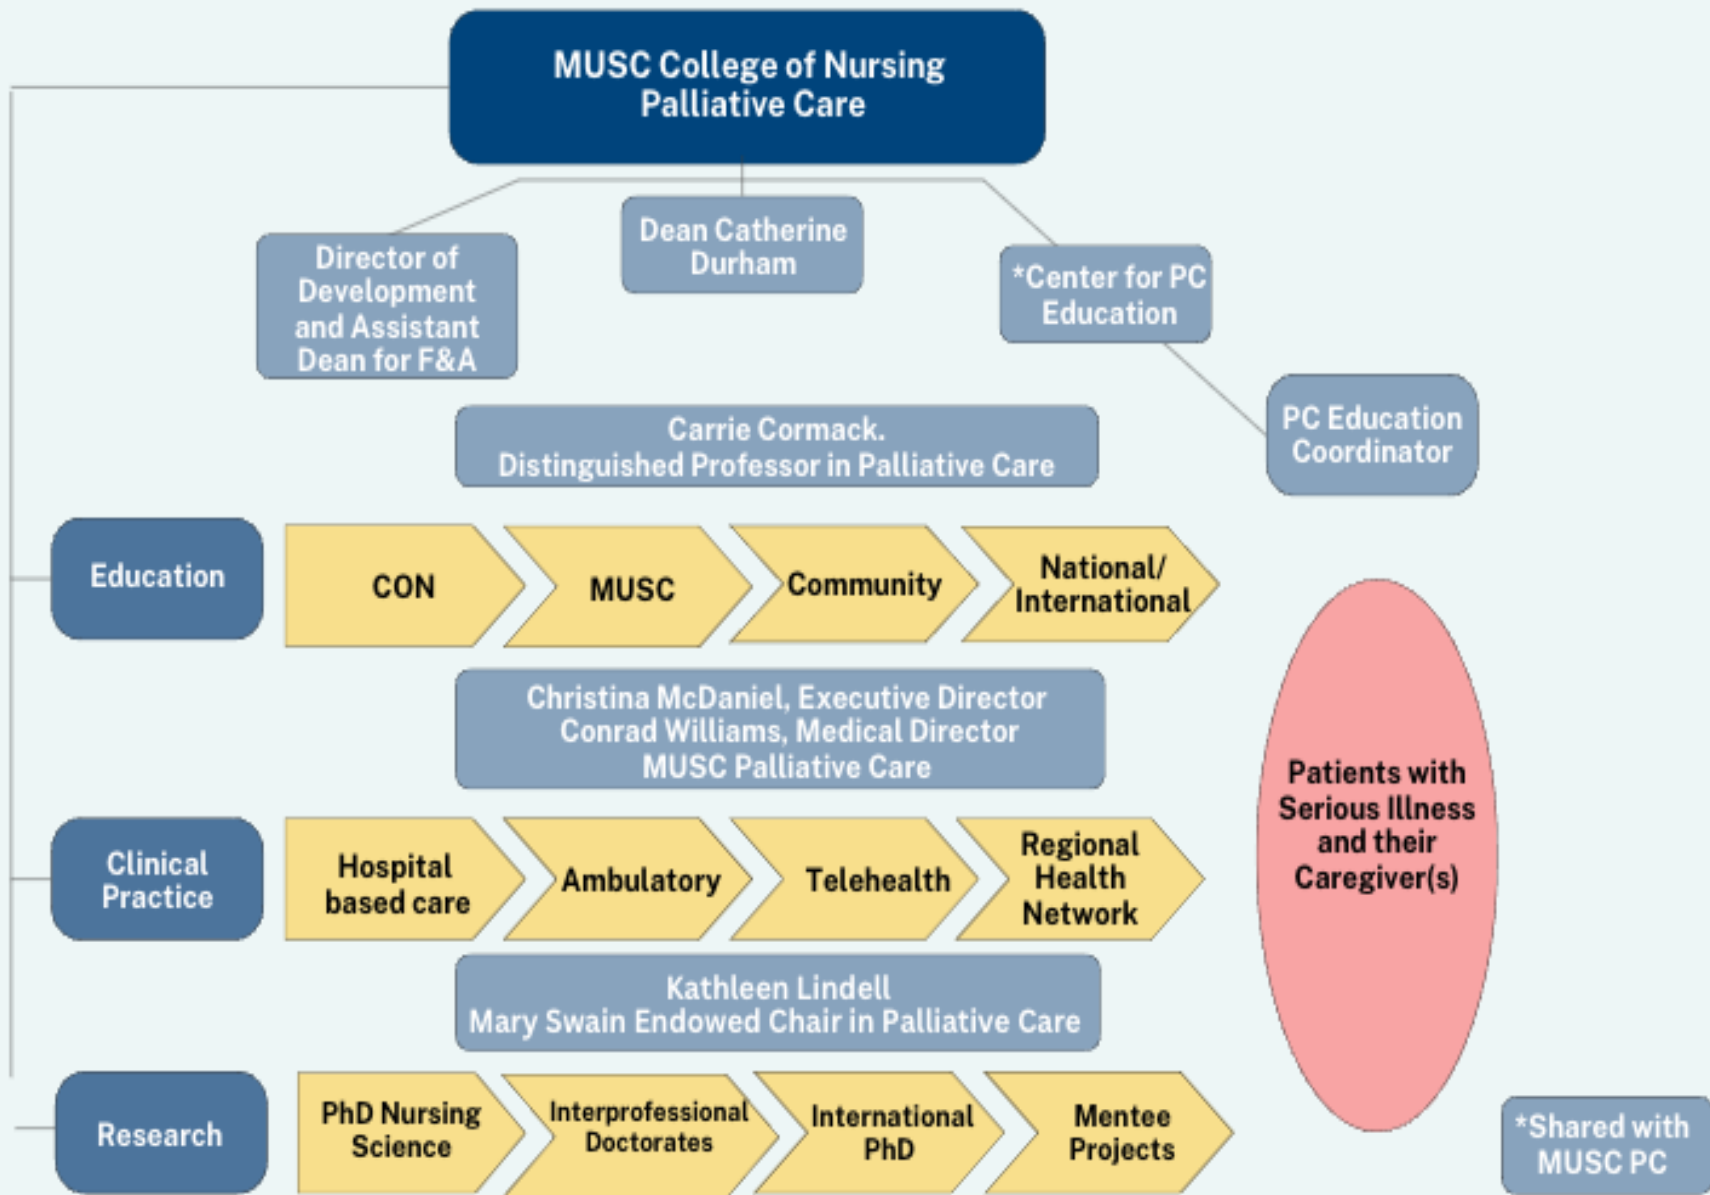 MUSC College of Nursing
Palliative Care
Director of
Development
and Assistant
Dean for F&A
Dean Catherine
Durham
*Center for PC
Education
PC Education
Coordinator
Carrie Cormack.
Distinguished Professor in Palliative Care
Education
CON
MUSC
Community
National/
International
Christina McDaniel, Executive Director
Conrad Williams, Medical Director
MUSC Palliative Care
Clinical
Practice
Hospital
based care
Ambulatory
Telehealth
Regional
Health
Network
Patients with
Serious Illness
and their
Caregiver(s)
Kathleen Lindell
Mary Swain Endowed Chair in Palliative Care
Research
PhD Nursing
Science
Interprofessional
Doctorates
International
PhD
Mentee
Projects
*Shared with
MUSC PC